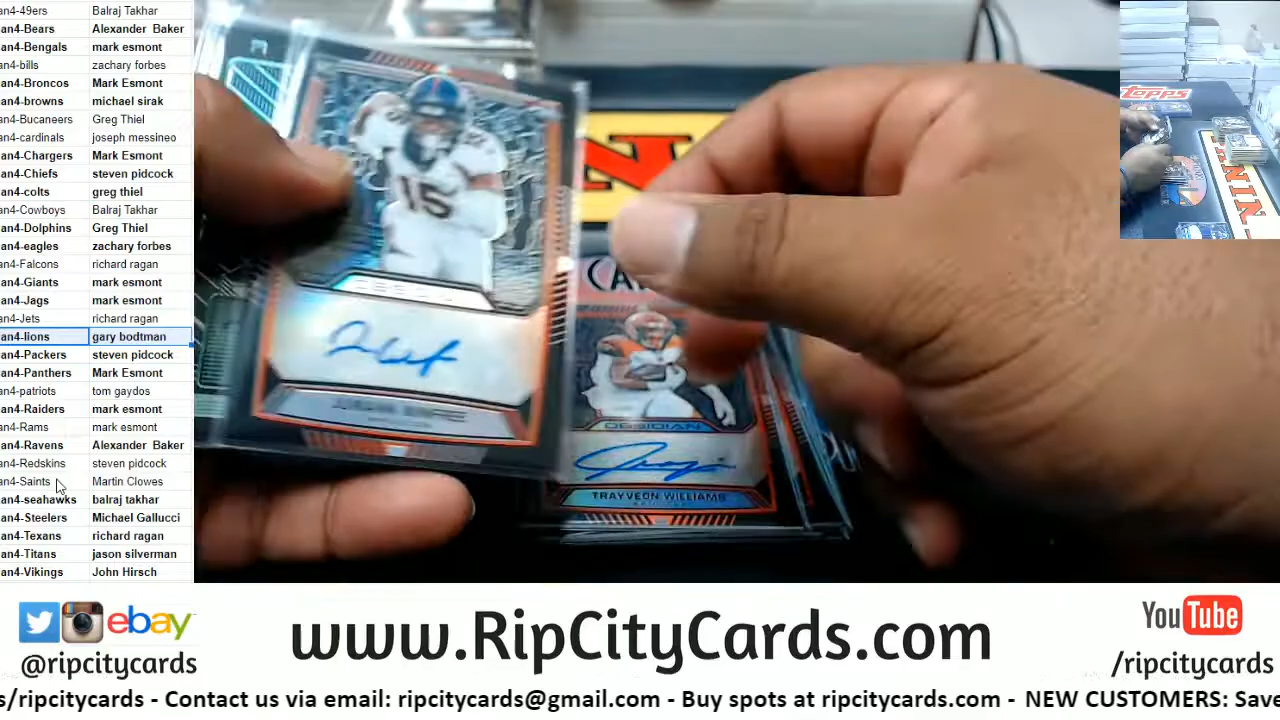 an4-49ers Balraj Takhar
an4-Bears Alexander Baker
an4-Bengals mark esmont
an4-bills zachary forbes
an4-Broncos Mark Esmont
an4-browns michael sirak
an4-Bucaneers Greg Thiel
an4-cardinals joseph messineo
an4-Chargers Mark Esmont
an4-Chiefs steven pidcock
an4-colts greg thiel
an4-Cowboys Balraj Takhar
an4-Dolphins Greg Thiel
an4-eagles zachary forbes
an4-Falcons richard ragan
an4-Giants mark esmont
an4-Jags mark esmont
an4-Jets richard ragan
an4-lions gary bodtman
an4-Packers steven pidcock
an4-Panthers Mark Esmont
an4-patriots tom gaydos
an4-Raiders mark esmont
an4-Rams mark esmont
an4-Ravens Alexander Baker
an4-Redskins steven pidcock
an4-Saints Martin Clowes
an4-seahawks balraj takhar
an4-Steelers Michael Gallucci
an4-Texans richard ragan
an4-Titans jason silverman
an4-Vikings John Hirsch
15
OBSIDIAN
TRAYVEON WILLIAMS
Topps
NINI
ebay
@ripcitycards
www.RipCityCards.com
YouTube
/ripcitycards
s/ripcitycards - Contact us via email: ripcitycards@gmail.com - Buy spots at ripcitycards.com - NEW CUSTOMERS: Save